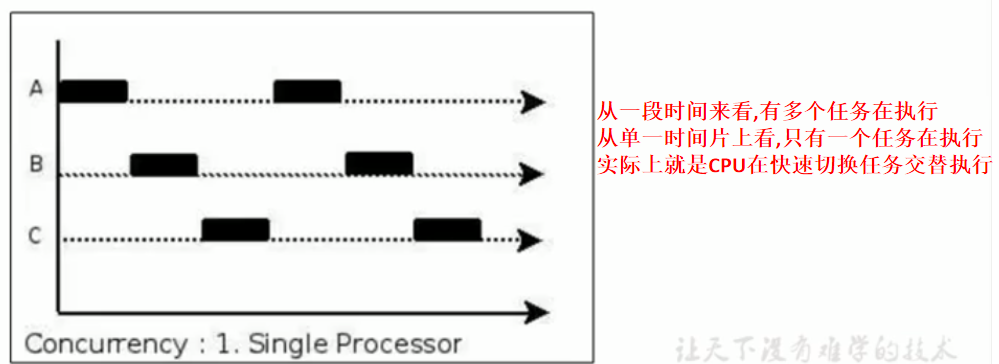 A
B
C
从一段时间来看,有多个任务在执行
从单一时间片上看,只有一个任务在执行
实际上就是CPU在快速切换任务交替执行
Concurrency : 1. Single Processor
让天下没有难学的技术